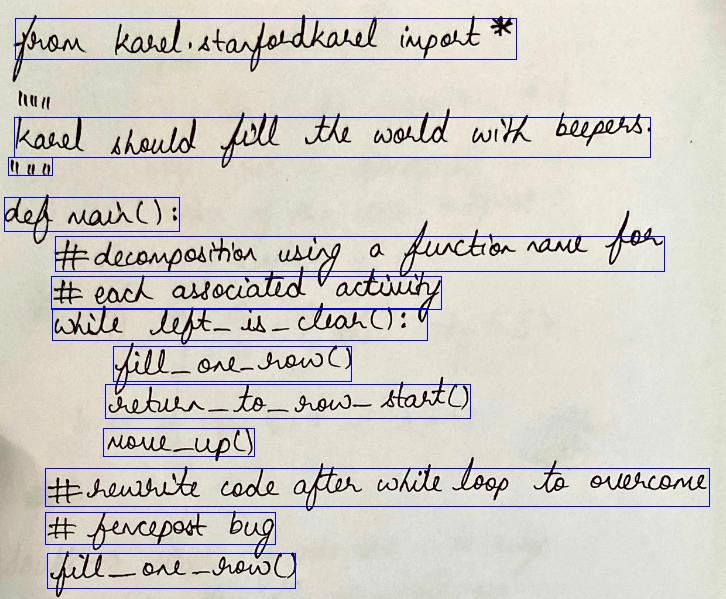 from karel.stanfordkarel import *
"""
Karel should fill the world with beepers.
"""
def main():
# decomposition using a function name for
# each associated activity
while left_is_clear():
fill_one_row()
return_to_row_start()
move_up()
# rewrite code after while loop to overcome
# fencepost bug
fill_one_row()